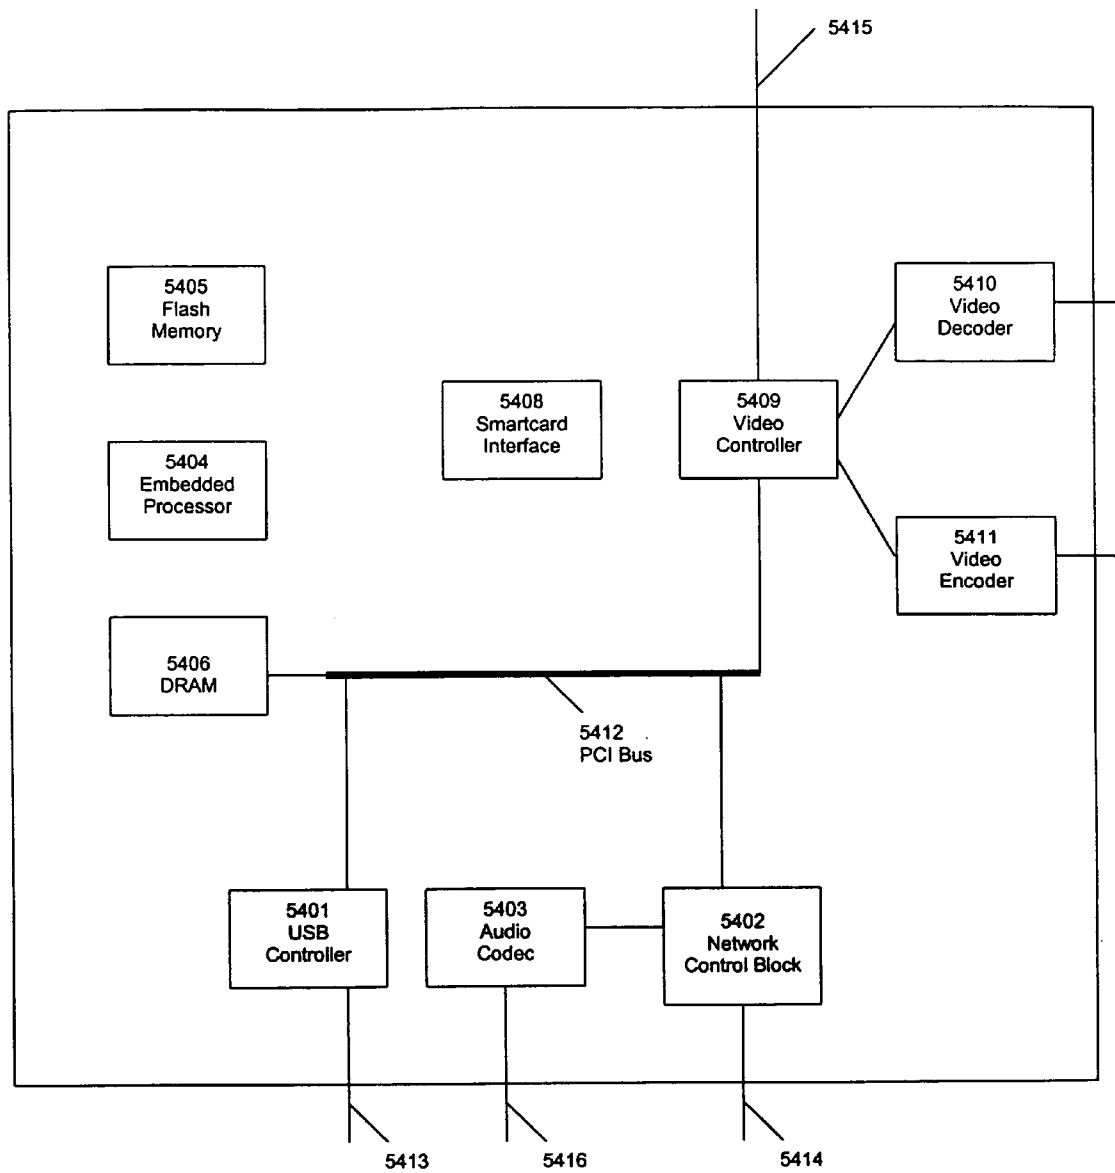 5415
5405
Flash
Memory
5410
Video
Decoder
5408
Smartcard
Interface
5409
Video
Controller
5404
Embedded
Processor
5411
Video
Encoder
5406
DRAM
5412
PCI Bus
5401
USB
Controller
5403
Audio
Codec
5402
Network
Control Block
5413
5416
5414